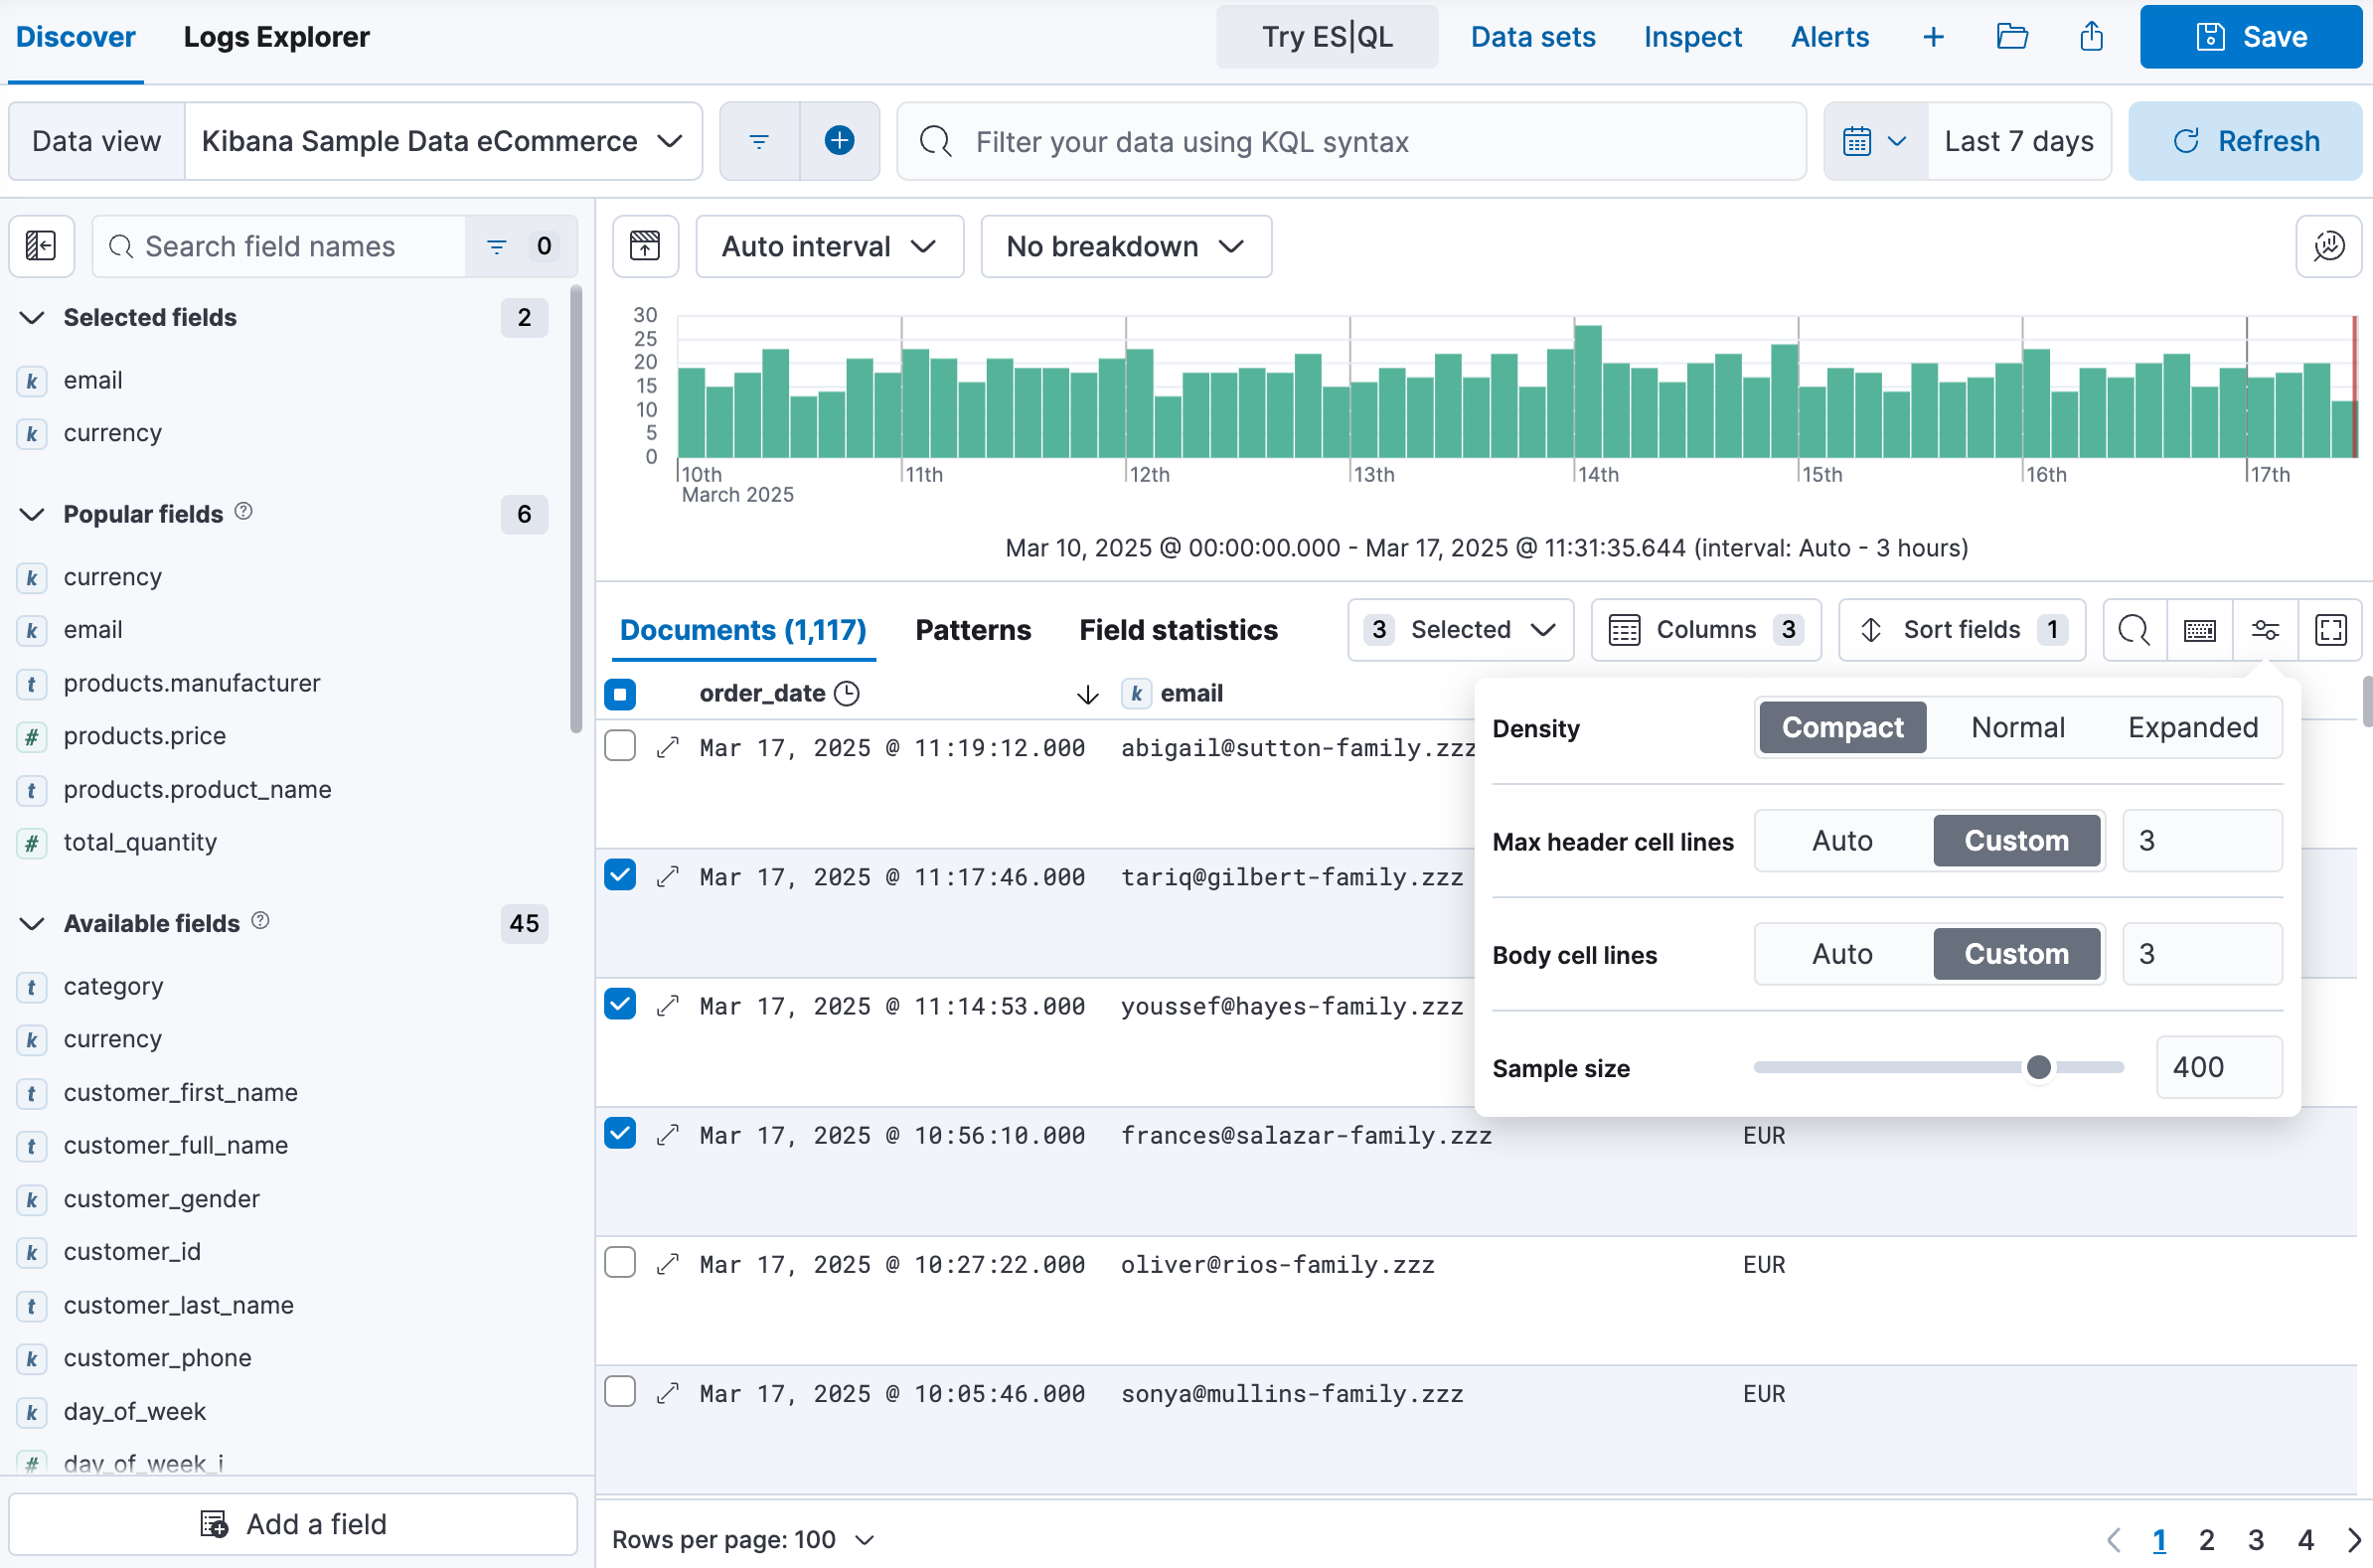 Discover Logs Explorer Try ES|QL Data sets Inspect Alerts Save
Data view Kibana Sample Data eCommerce Filter your data using KQL syntax Last 7 days Refresh
Search field names 0
Selected fields 2
k email
k currency
Popular fields 6
k currency
k email
t products.manufacturer
# products.price
t products.product_name
# total_quantity
Available fields 45
t category
k currency
t customer_first_name
t customer_full_name
k customer_gender
k customer_id
t customer_last_name
k customer_phone
k day_of_week
# day_of_week_i
Add a field
Auto interval No breakdown
30
25
20
15
10
5
0
10th 11th 12th 13th 14th 15th 16th 17th
March 2025
Mar 10, 2025 @ 00:00:00.000 - Mar 17, 2025 @ 11:31:35.644 (interval: Auto - 3 hours)
Documents (1,117) Patterns Field statistics 3 Selected Columns 3 Sort fields 1
order_date k email
Mar 17, 2025 @ 11:19:12.000 abigail@sutton-family.zzz
Mar 17, 2025 @ 11:17:46.000 tariq@gilbert-family.zzz
Mar 17, 2025 @ 11:14:53.000 youssef@hayes-family.zzz
Mar 17, 2025 @ 10:56:10.000 frances@salazar-family.zzz EUR
Mar 17, 2025 @ 10:27:22.000 oliver@rios-family.zzz EUR
Mar 17, 2025 @ 10:05:46.000 sonya@mullins-family.zzz EUR
Density Compact Normal Expanded
Max header cell lines Auto Custom 3
Body cell lines Auto Custom 3
Sample size 400
Rows per page: 100 1 2 3 4